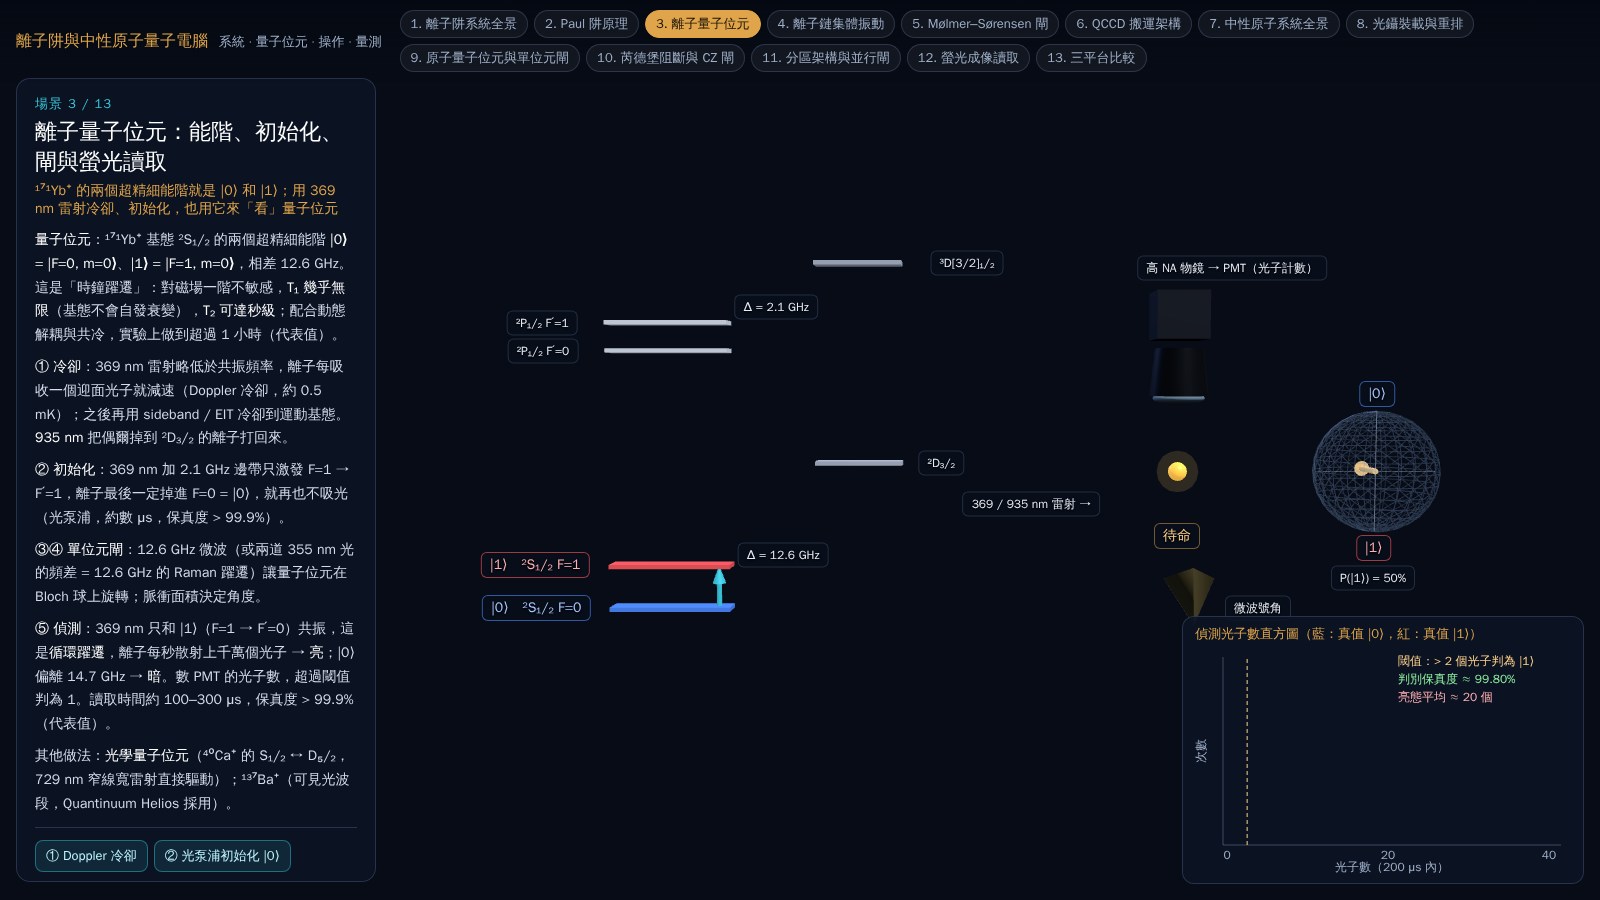 離子阱與中性原子量子電腦 系統 · 量子位元 · 操作 · 量測
1. 離子阱系統全景
2. Paul 阱原理
3. 離子量子位元
4. 離子鏈集體振動
5. Mølmer–Sørensen 閘
6. QCCD 搬運架構
7. 中性原子系統全景
8. 光鑷裝載與重排
9. 原子量子位元與單位元閘
10. 芮德堡阻斷與 CZ 閘
11. 分區架構與並行閘
12. 螢光成像讀取
13. 三平台比較
場景 3 / 13
離子量子位元：能階、初始化、
閘與螢光讀取
¹⁷¹Yb⁺ 的兩個超精細能階就是 |0⟩ 和 |1⟩；用 369
nm 雷射冷卻、初始化，也用它來「看」量子位元
量子位元：¹⁷¹Yb⁺ 基態 ²S₁/₂ 的兩個超精細能階 |0⟩
= |F=0, m=0⟩、|1⟩ = |F=1, m=0⟩，相差 12.6 GHz。
這是「時鐘躍遷」：對磁場一階不敏感，T₁ 幾乎無
限（基態不會自發衰變），T₂ 可達秒級；配合動態
解耦與共冷，實驗上做到超過 1 小時（代表值）。
① 冷卻：369 nm 雷射略低於共振頻率，離子每吸
收一個迎面光子就減速（Doppler 冷卻，約 0.5
mK）；之後再用 sideband / EIT 冷卻到運動基態。
935 nm 把偶爾掉到 ²D₃/₂ 的離子打回來。
② 初始化：369 nm 加 2.1 GHz 邊帶只激發 F=1 →
F′=1，離子最後一定掉進 F=0 = |0⟩，就再也不吸光
（光泵浦，約數 µs，保真度 > 99.9%）。
③④ 單位元閘：12.6 GHz 微波（或兩道 355 nm 光
的頻差 = 12.6 GHz 的 Raman 躍遷）讓量子位元在
Bloch 球上旋轉；脈衝面積決定角度。
⑤ 偵測：369 nm 只和 |1⟩（F=1 → F′=0）共振，這
是循環躍遷，離子每秒散射上千萬個光子 → 亮；|0⟩
偏離 14.7 GHz → 暗。數 PMT 的光子數，超過閾值
判為 1。讀取時間約 100–300 µs，保真度 > 99.9%
（代表值）。
其他做法：光學量子位元（⁴⁰Ca⁺ 的 S₁/₂ ↔ D₅/₂，
729 nm 窄線寬雷射直接驅動）；¹³⁷Ba⁺（可見光波
段，Quantinuum Helios 採用）。
① Doppler 冷卻
② 光泵浦初始化 |0⟩
³D[3/2]₁/₂
Δ = 2.1 GHz
²P₁/₂ F′=1
²P₁/₂ F′=0
²D₃/₂
369 / 935 nm 雷射 →
Δ = 12.6 GHz
|1⟩ ²S₁/₂ F=1
|0⟩ ²S₁/₂ F=0
高 NA 物鏡 → PMT（光子計數）
待命
微波號角
|0⟩
|1⟩
P(|1⟩) = 50%
偵測光子數直方圖（藍：真值 |0⟩，紅：真值 |1⟩）
閾值：> 2 個光子判為 |1⟩
判別保真度 ≈ 99.80%
亮態平均 ≈ 20 個
次數
0 20 40
光子數（200 µs 內）